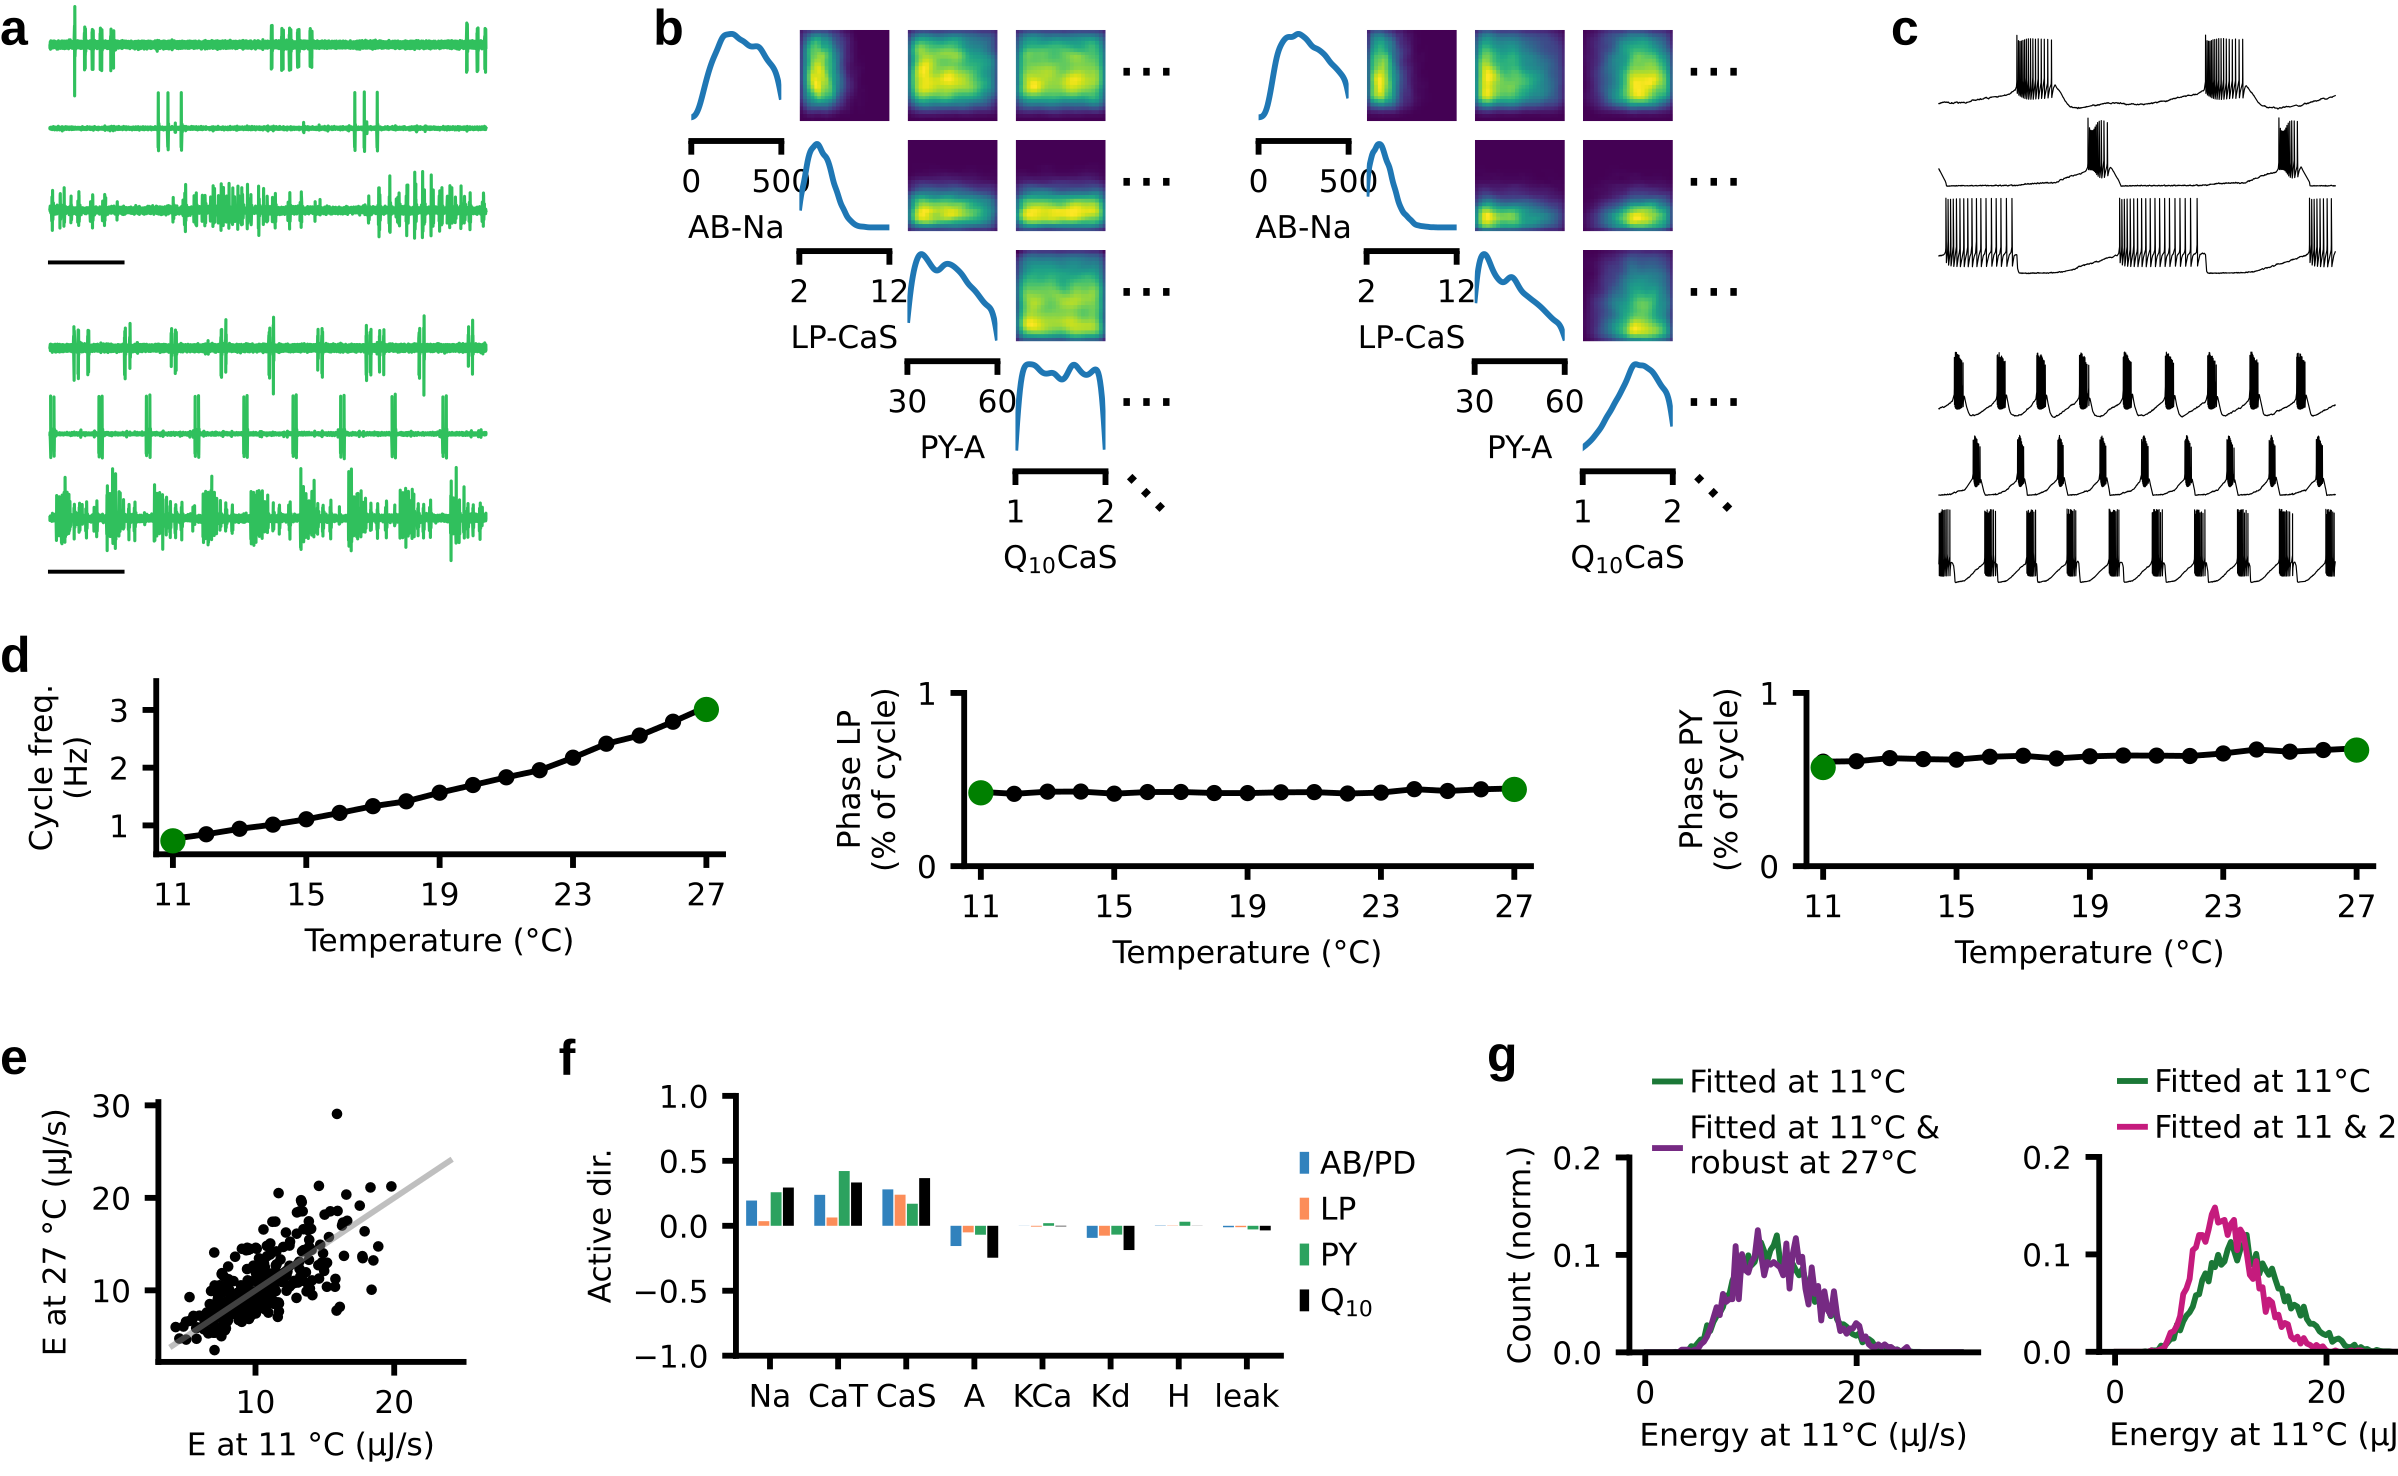 a
b
c
0 500
AB-Na
2 12
LP-CaS
30 60
PY-A
1 2
Q10CaS
0 500
AB-Na
2 12
LP-CaS
30 60
PY-A
1 2
Q10CaS
d
Cycle freq.
(Hz)
3
2
1
11 15 19 23 27
Temperature (°C)
Phase LP
(% of cycle)
1
0
11 15 19 23 27
Temperature (°C)
Phase PY
(% of cycle)
1
0
11 15 19 23 27
Temperature (°C)
e
E at 27 °C (µJ/s)
30
20
10
10 20
E at 11 °C (µJ/s)
f
Active dir.
1.0
0.5
0.0
−0.5
−1.0
Na CaT CaS A KCa Kd H leak
AB/PD
LP
PY
Q10
g
Fitted at 11°C
Fitted at 11°C &
robust at 27°C
Count (norm.)
0.2
0.1
0.0
0 20
Energy at 11°C (µJ/s)
Fitted at 11°C
Fitted at 11 & 2
0.2
0.1
0.0
0 20
Energy at 11°C (µJ